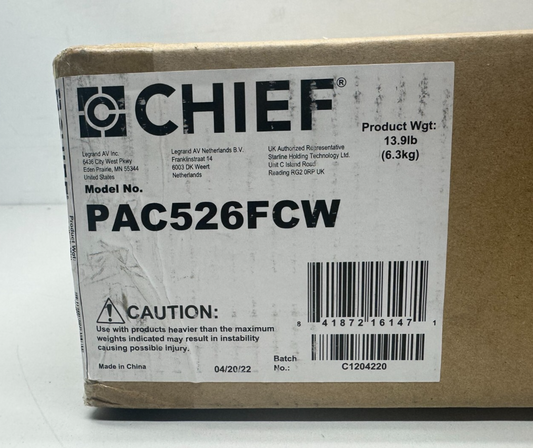 CHIEF®
Product Wgt:
13.9lb
(6.3kg)
Legrand AV Inc.
6436 City West Pkwy
Eden Prairie, MN 55344
United States
Legrand AV Netherlands B.V.
Franklinstraat 14
6003 DK Weert
Netherlands
UK Authorized Representative
Starline Holding Technology Ltd.
Unit C Island Road
Reading RG2 0RP UK
Model No.
PAC526FCW
Product Wgt:
CAUTION:
Use with products heavier than the maximum
weights indicated may result in instability
causing possible injury.
Made in China
04/20/22
8 41872 16147 1
Batch
No.:
C1204220